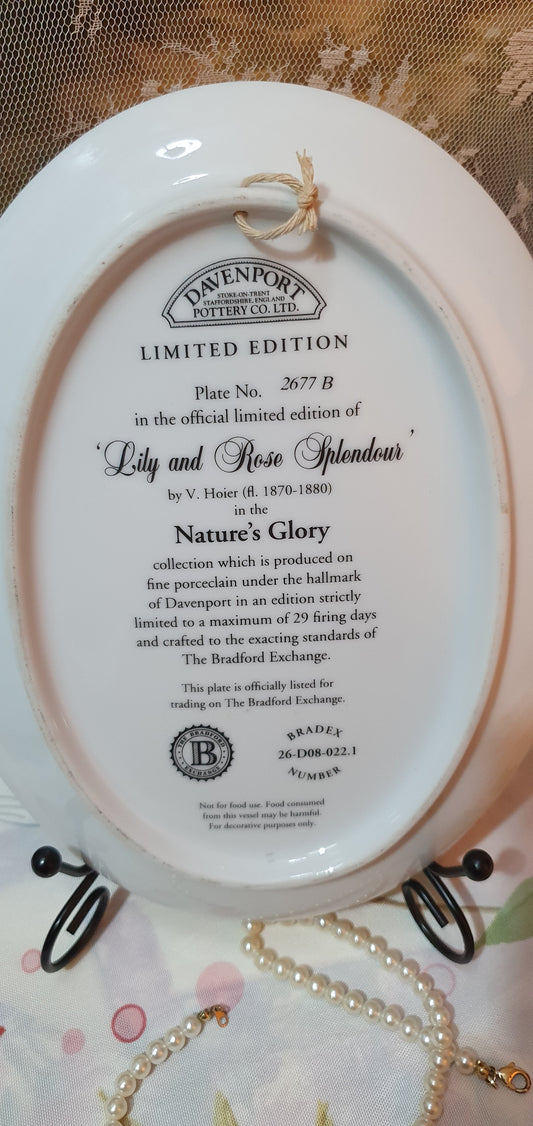 DAVENPORT
STOKE-ON-TRENT
STAFFORDSHIRE, ENGLAND
POTTERY CO. LTD.
LIMITED EDITION
Plate No. 2677 B
in the official limited edition of
'Lily and Rose Splendour'
by V. Hoier (fl. 1870-1880)
in the
Nature's Glory
collection which is produced on
fine porceclain under the hallmark
of Davenport in an edition strictly
limited to a maximum of 29 firing days
and crafted to the exacting standards of
The Bradford Exchange.
This plate is officially listed for
trading on The Bradford Exchange.
THE BRADFORD
B
EXCHANGE
BRADEX
26-D08-022.1
NUMBER
Not for food use. Food consumed
from this vessel may be harmful.
For decorative purposes only.